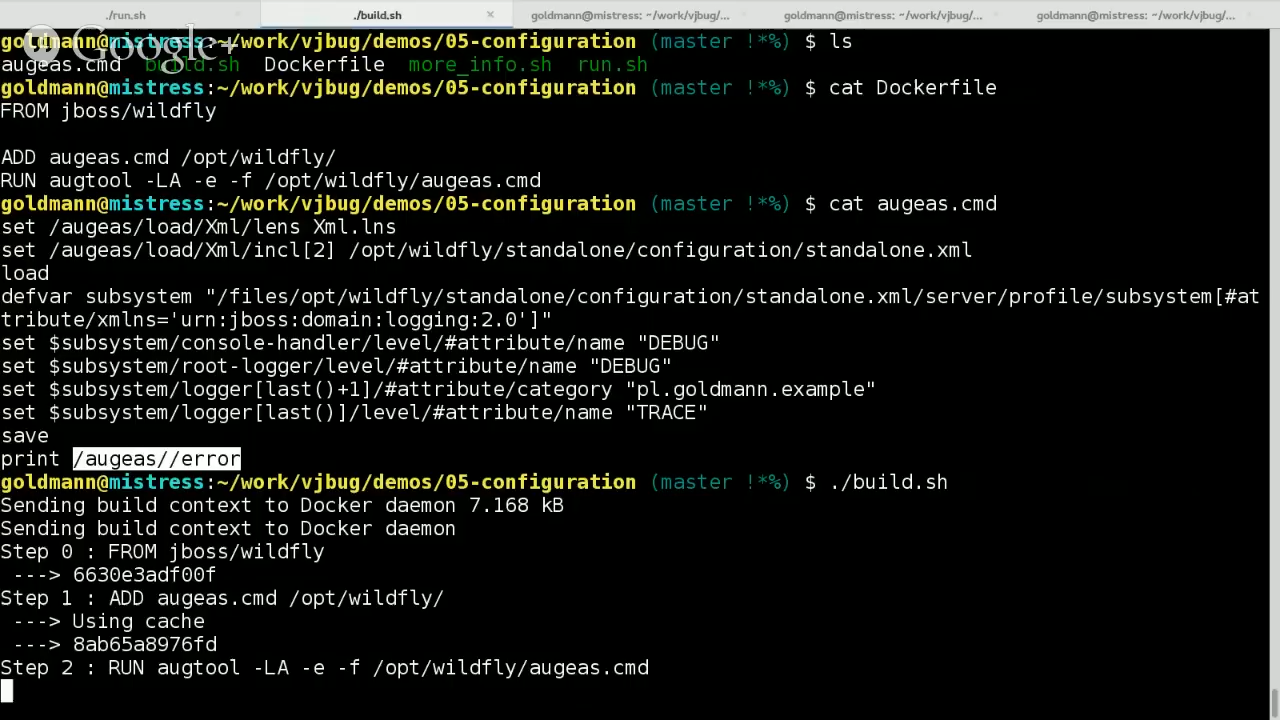 ./run.sh
./build.sh
goldmann@mistress: ~/work/vjbug/...
goldmann@mistress: ~/work/vjbug/...
goldmann@mistress: ~/work/vjbug/...
Google+
goldmann@mistress:~/work/vjbug/demos/05-configuration (master !*%) $ ls
augeas.cmd build.sh Dockerfile more_info.sh run.sh
goldmann@mistress:~/work/vjbug/demos/05-configuration (master !*%) $ cat Dockerfile
FROM jboss/wildfly
ADD augeas.cmd /opt/wildfly/
RUN augtool -LA -e -f /opt/wildfly/augeas.cmd
goldmann@mistress:~/work/vjbug/demos/05-configuration (master !*%) $ cat augeas.cmd
set /augeas/load/Xml/lens Xml.lns
set /augeas/load/Xml/incl[2] /opt/wildfly/standalone/configuration/standalone.xml
load
defvar subsystem "/files/opt/wildfly/standalone/configuration/standalone.xml/server/profile/subsystem[#at
tribute/xmlns='urn:jboss:domain:logging:2.0']"
set $subsystem/console-handler/level/#attribute/name "DEBUG"
set $subsystem/root-logger/level/#attribute/name "DEBUG"
set $subsystem/logger[last()+1]/#attribute/category "pl.goldmann.example"
set $subsystem/logger[last()]/level/#attribute/name "TRACE"
save
print /augeas//error
goldmann@mistress:~/work/vjbug/demos/05-configuration (master !*%) $ ./build.sh
Sending build context to Docker daemon 7.168 kB
Sending build context to Docker daemon
Step 0 : FROM jboss/wildfly
---> 6630e3adf00f
Step 1 : ADD augeas.cmd /opt/wildfly/
---> Using cache
---> 8ab65a8976fd
Step 2 : RUN augtool -LA -e -f /opt/wildfly/augeas.cmd